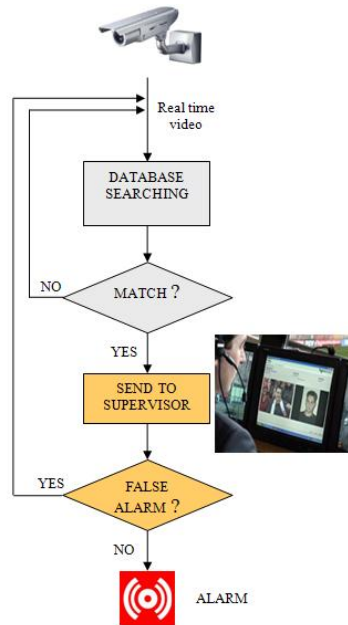 Real time
video
DATABASE
SEARCHING
NO
MATCH ?
YES
SEND TO
SUPERVISOR
YES
FALSE
ALARM ?
NO
ALARM